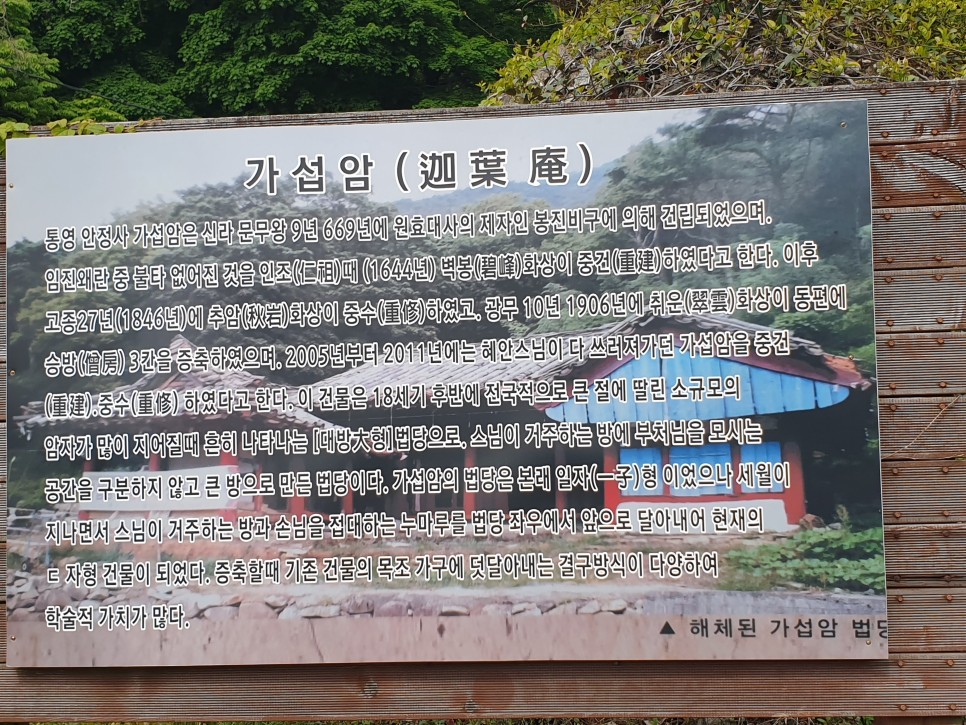 가섭암 (迦葉 庵)
통영 안정사 가섭암은 신라 문무왕 9년 669년에 원효대사의 제자인 봉진비구에 의해 건립되었으며.
임진왜란 중 불타 없어진 것을 인조(仁祖)때 (1644년) 벽봉(碧峰)화상이 중건(重建)하였다고 한다. 이후
고종27년(1846년)에 추암(秋岩)화상이 중수(重修)하였고. 광무 10년 1906년에 취운(翠雲)화상이 동편에
승방(僧房) 3칸을 증축하였으며. 2005년부터 2011년에는 혜안스님이 다 쓰러져가던 가섭암을 중건
(重建).중수(重修) 하였다고 한다. 이 건물은 18세기 후반에 전국적으로 큰 절에 딸린 소규모의
암자가 많이 지어질때 흔히 나타나는 [대방大형]법당으로. 스님이 거주하는 방에 부처님을 모시는
공간을 구분하지 않고 큰 방으로 만든 법당이다. 가섭암의 법당은 본래 일자(一子)형 이었으나 세월이
지나면서 스님이 거주하는 방과 손님을 접대하는 누마루를 법당 좌우에서 앞으로 달아내어 현재의
ㄷ 자형 건물이 되었다. 증축할때 기존 건물의 목조 가구에 덧달아내는 결구방식이 다양하여
학술적 가치가 많다.
▲ 해체된 가섭암 법당